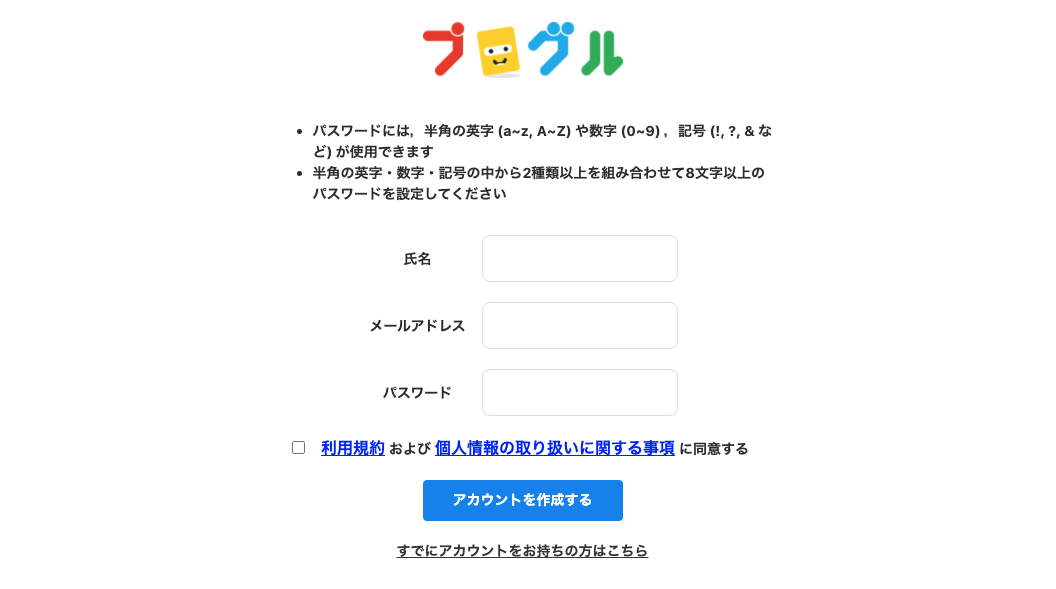 プログル
パスワードには，半角の英字 (a~z, A~Z) や数字 (0~9) ，記号 (!, ?, & な
ど) が使用できます
半角の英字・数字・記号の中から2種類以上を組み合わせて8文字以上の
パスワードを設定してください
氏名
メールアドレス
パスワード
利用規約 および 個人情報の取り扱いに関する事項 に同意する
アカウントを作成する
すでにアカウントをお持ちの方はこちら